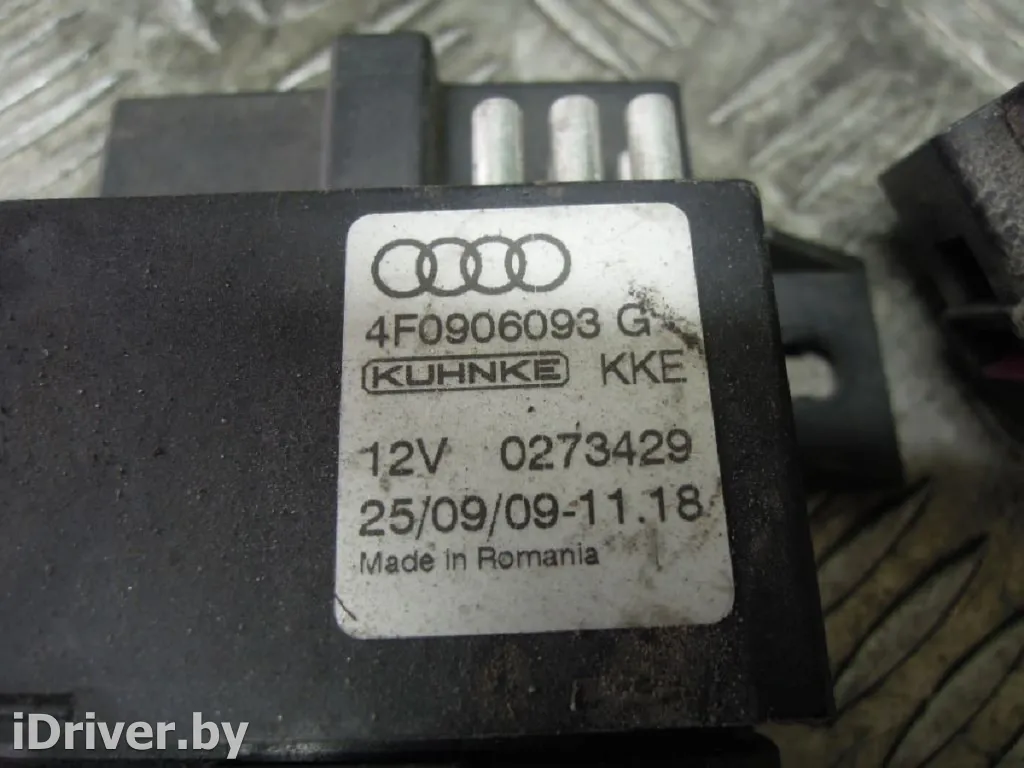 4F0906093 G
KUHNKE KKE
12V 0273429
25/09/09-11.18
Made in Romania
iDriver.by